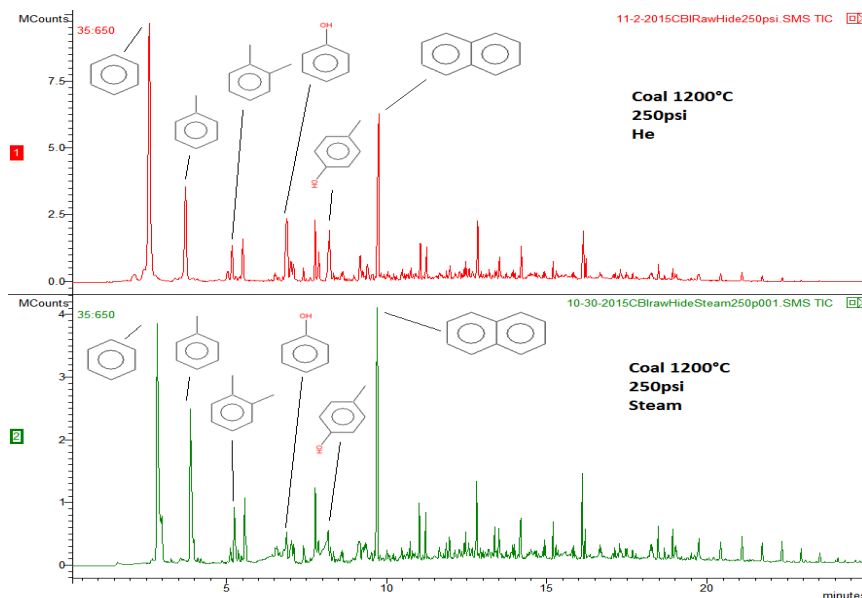 MCounts
11-2-2015CBIRawHide250psi.SMS TIC
35:650
OH
7.5
Coal 1200°C
250psi
He
1
5.0
OH
2.5
0.0
MCounts
10-30-2015CBIrawHideSteam250p001.SMS TIC
4
35:650
OH
Coal 1200°C
250psi
Steam
3
2
2
OH
1
0
5
10
15
20
minutes